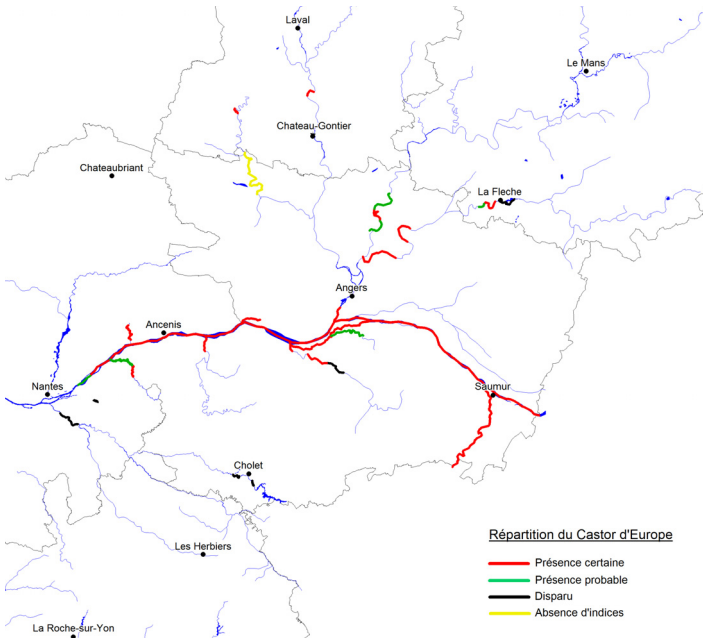 Laval
Le Mans
Chateau-Gontier
Chateaubriant
La Fleche
Angers
Ancenis
Nantes
Saumur
Cholet
Les Herbiers
La Roche-sur-Yon
Répartition du Castor d'Europe
Présence certaine
Présence probable
Disparu
Absence d'indices